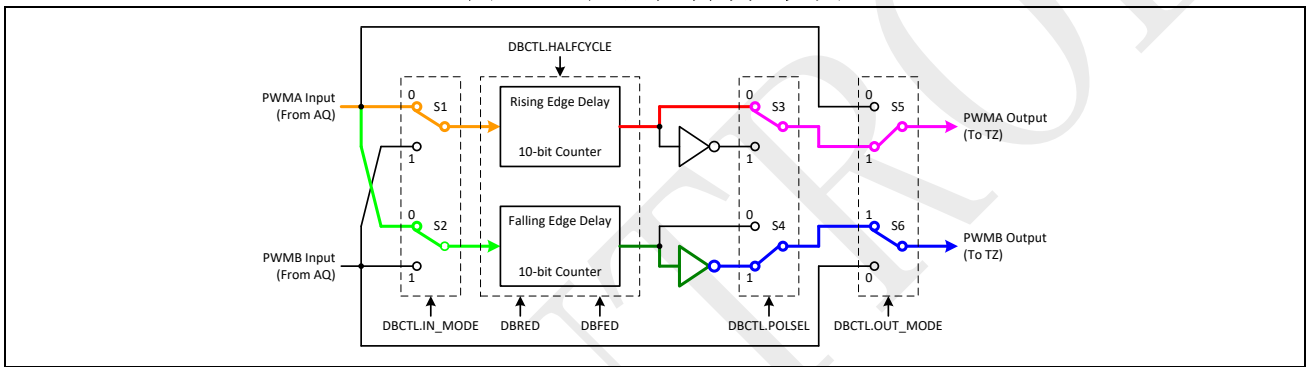 DBCTL.HALFCYCLE
PWMA Input
(From AQ)
0
S1
1
Rising Edge Delay
10-bit Counter
0
S3
1
0
S5
1
PWMA Output
(To TZ)
PWMB Input
(From AQ)
0
S2
1
Falling Edge Delay
10-bit Counter
0
S4
1
1
S6
0
PWMB Output
(To TZ)
DBCTL.IN_MODE
DBRED
DBFED
DBCTL.POLSEL
DBCTL.OUT_MODE